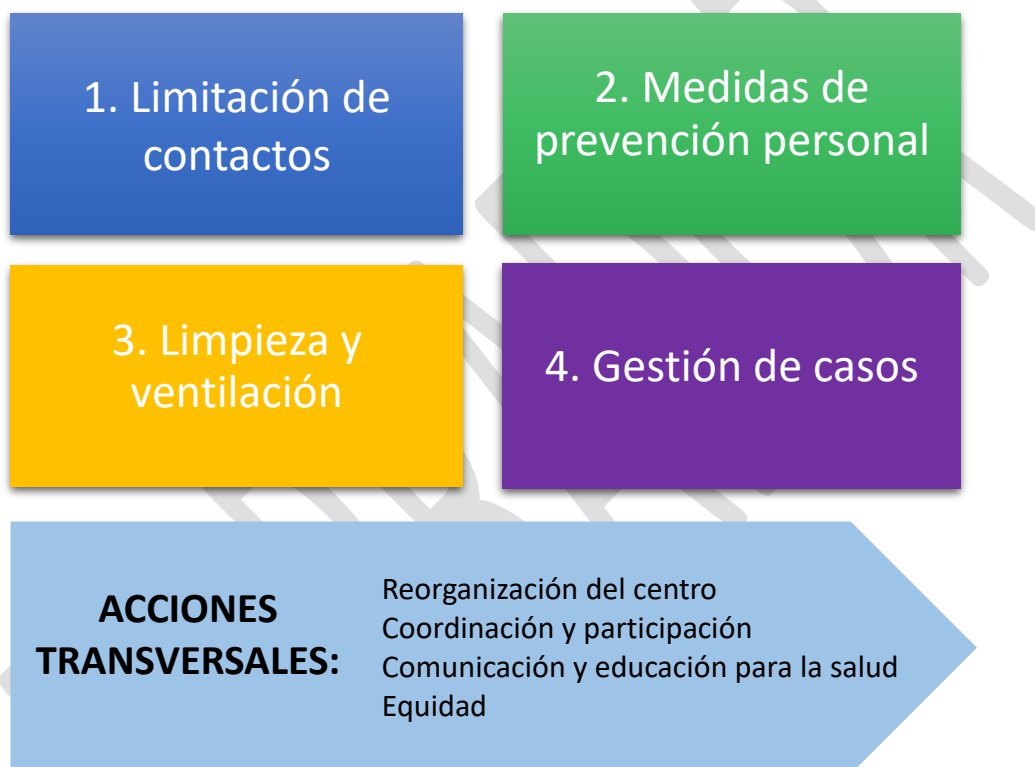 1. Limitación de
contactos
2. Medidas de
prevención personal
3. Limpieza y
ventilación
4. Gestión de casos
ACCIONES
TRANSVERSALES:
Reorganización del centro
Coordinación y participación
Comunicación y educación para la salud
Equidad